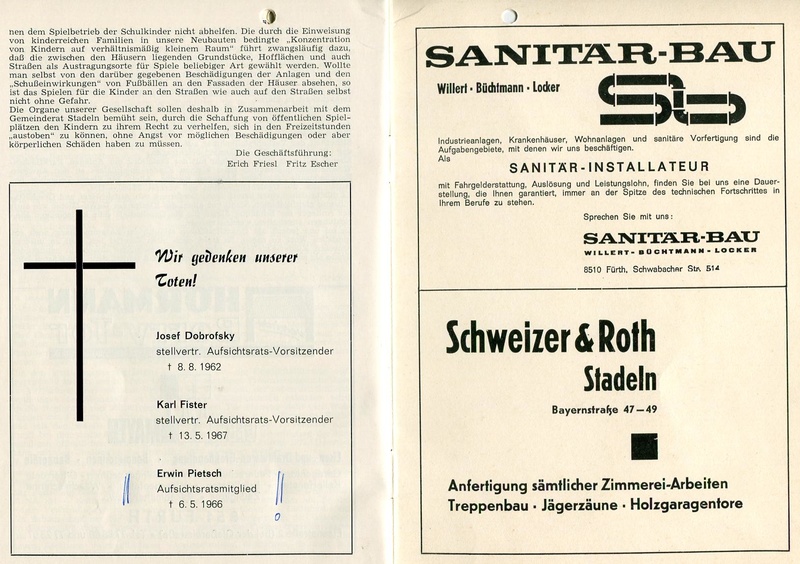 nen dem Spielbetrieb der Schulkinder nicht abhelfen. Die durch die Einweisung
von kinderreichen Familien in unsere Neubauten bedingte „Konzentration
von Kindern auf verhältnismäßig kleinem Raum“ führt zwangsläufig dazu,
daß die zwischen den Häusern liegenden Grundstücke, Hofflächen und auch
Straßen als Austragungsorte für Spiele beliebiger Art gewählt werden. Wollte
man selbst von den darüber gegebenen Beschädigungen der Anlagen und den
„Schußeinwirkungen“ von Fußbällen an den Fassaden der Häuser absehen, so
ist das Spielen für die Kinder an den Straßen wie auch auf den Straßen selbst
nicht ohne Gefahr.
Die Organe unserer Gesellschaft sollen deshalb in Zusammenarbeit mit dem
Gemeinderat Stadeln bemüht sein, durch die Schaffung von öffentlichen Spiel-
plätzen den Kindern zu ihrem Recht zu verhelfen, sich in den Freizeitstunden
„austoben“ zu können, ohne Angst vor möglichen Beschädigungen oder aber
körperlichen Schäden haben zu müssen.
Die Geschäftsführung:
Erich Friesl Fritz Escher
Wir gedenken unserer
Toten!
Josef Dobrofsky
stellvertr. Aufsichtsrats-Vorsitzender
† 8. 8. 1962
Karl Fister
stellvertr. Aufsichtsrats-Vorsitzender
† 13. 5. 1967
Erwin Pietsch
Aufsichtsratsmitglied
† 6. 5. 1966
SANITÄR-BAU
Willert · Büchtmann · Locker
Industrieanlagen, Krankenhäuser, Wohnanlagen und sanitäre Vorfertigung sind die
Aufgabengebiete, mit denen wir uns beschäftigen.
Als
SANITÄR-INSTALLATEUR
mit Fahrgelderstattung, Auslösung und Leistungslohn, finden Sie bei uns eine Dauer-
stellung, die Ihnen garantiert, immer an der Spitze des technischen Fortschrittes in
Ihrem Berufe zu stehen.
Sprechen Sie mit uns:
SANITÄR-BAU
WILLERT - BÜCHTMANN - LOCKER
8510 Fürth, Schwabacher Str. 514
Schweizer & Roth
Stadeln
Bayernstraße 47—49
Anfertigung sämtlicher Zimmerei-Arbeiten
Treppenbau · Jägerzäune · Holzgaragentore